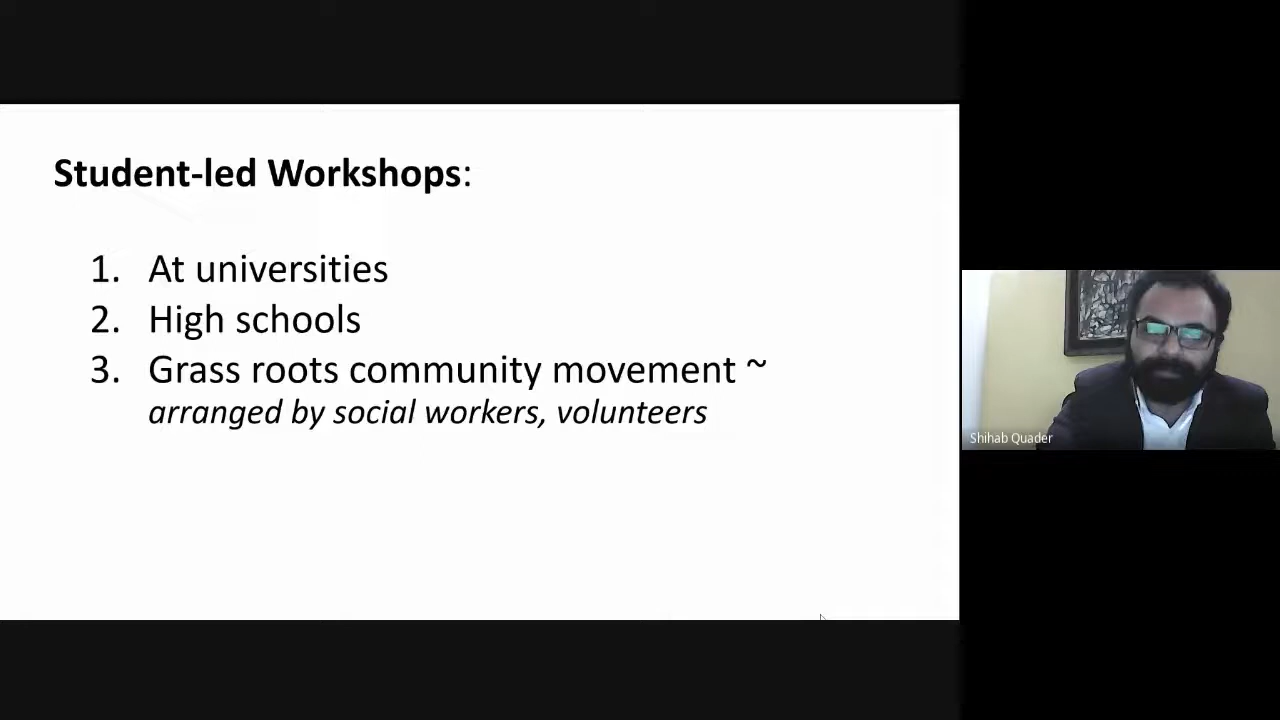 Student-led Workshops:
1. At universities
2. High schools
3. Grass roots community movement ~
arranged by social workers, volunteers
Shihab Quader